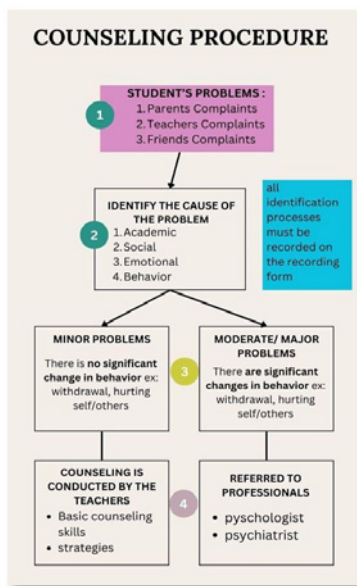 COUNSELING PROCEDURE
1
STUDENT'S PROBLEMS :
1. Parents Complaints
2. Teachers Complaints
3. Friends Complaints
2
IDENTIFY THE CAUSE OF
THE PROBLEM
1. Academic
2. Social
3. Emotional
4. Behavior
all
identification
processes
must be
recorded on
the recording
form
MINOR PROBLEMS
There is no significant
change in behavior ex:
withdrawal, hurting
self/others
3
MODERATE/ MAJOR
PROBLEMS
There are significant
changes in behavior ex:
withdrawal, hurting
self/others
COUNSELING IS
CONDUCTED BY THE
TEACHERS
• Basic counseling
skills
• strategies
4
REFERRED TO
PROFESSIONALS
• pyschologist
• psychiatrist